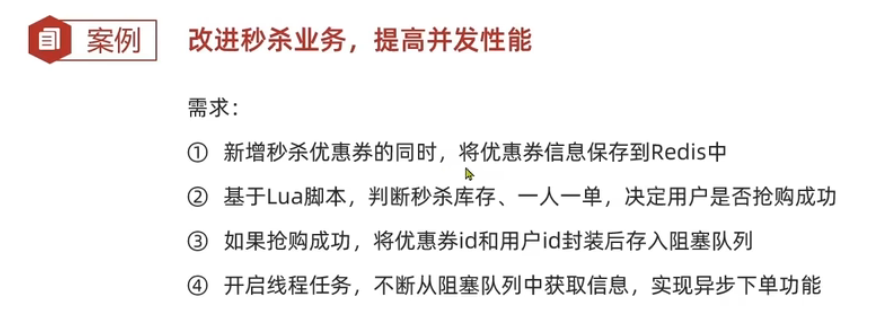 案例
改进秒杀业务，提高并发性能
需求：
① 新增秒杀优惠券的同时，将优惠券信息保存到Redis中
② 基于Lua脚本，判断秒杀库存、一人一单，决定用户是否抢购成功
③ 如果抢购成功，将优惠券id和用户id封装后存入阻塞队列
④ 开启线程任务，不断从阻塞队列中获取信息，实现异步下单功能